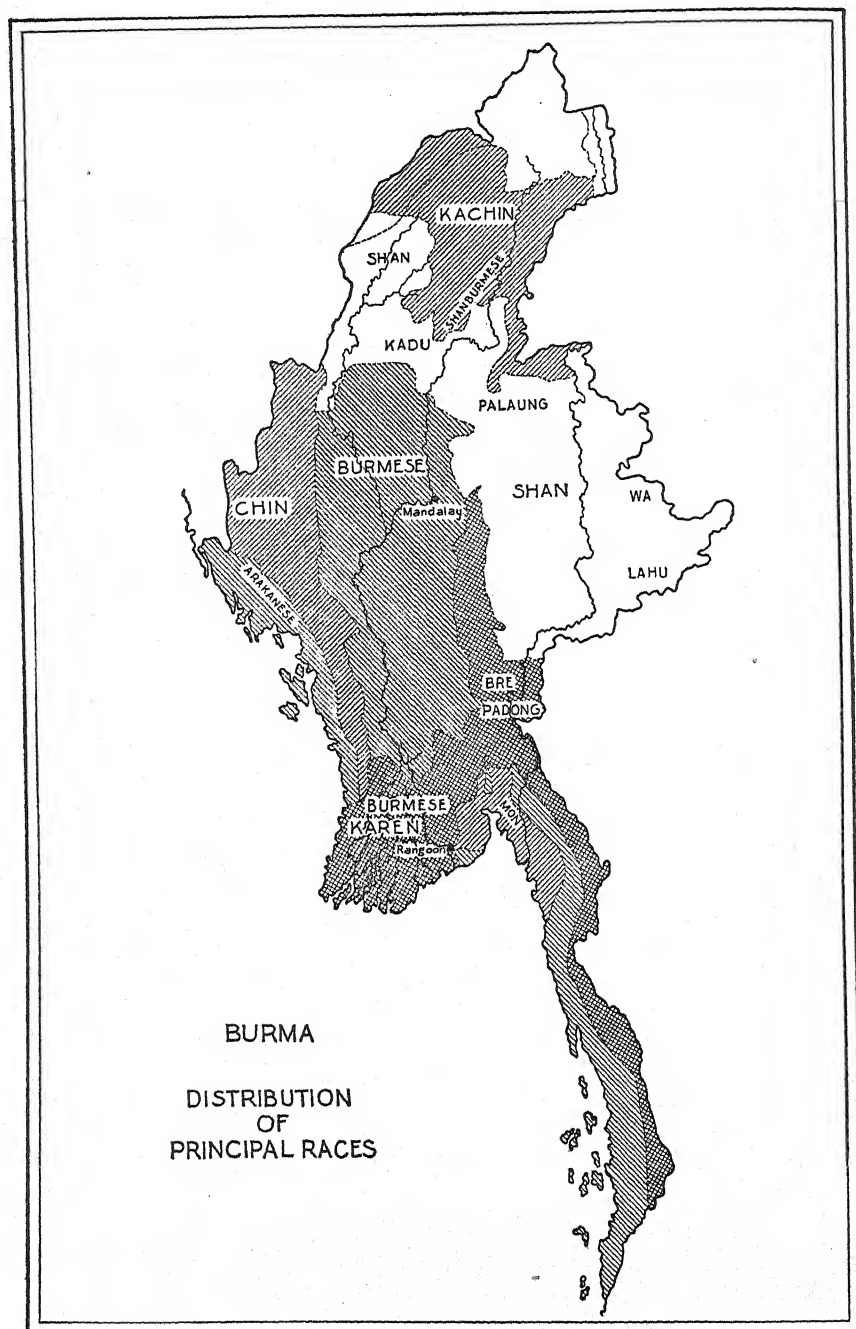 KACHIN
SHAN
SHANBURMESE
KADU
PALAUNG
BURMESE
SHAN
CHIN
WA
Mandalay
LAHU
ARAKANESE
BRE
PADONG
MON
BURMESE
KAREN
Rangoon
BURMA
DISTRIBUTION
OF
PRINCIPAL RACES